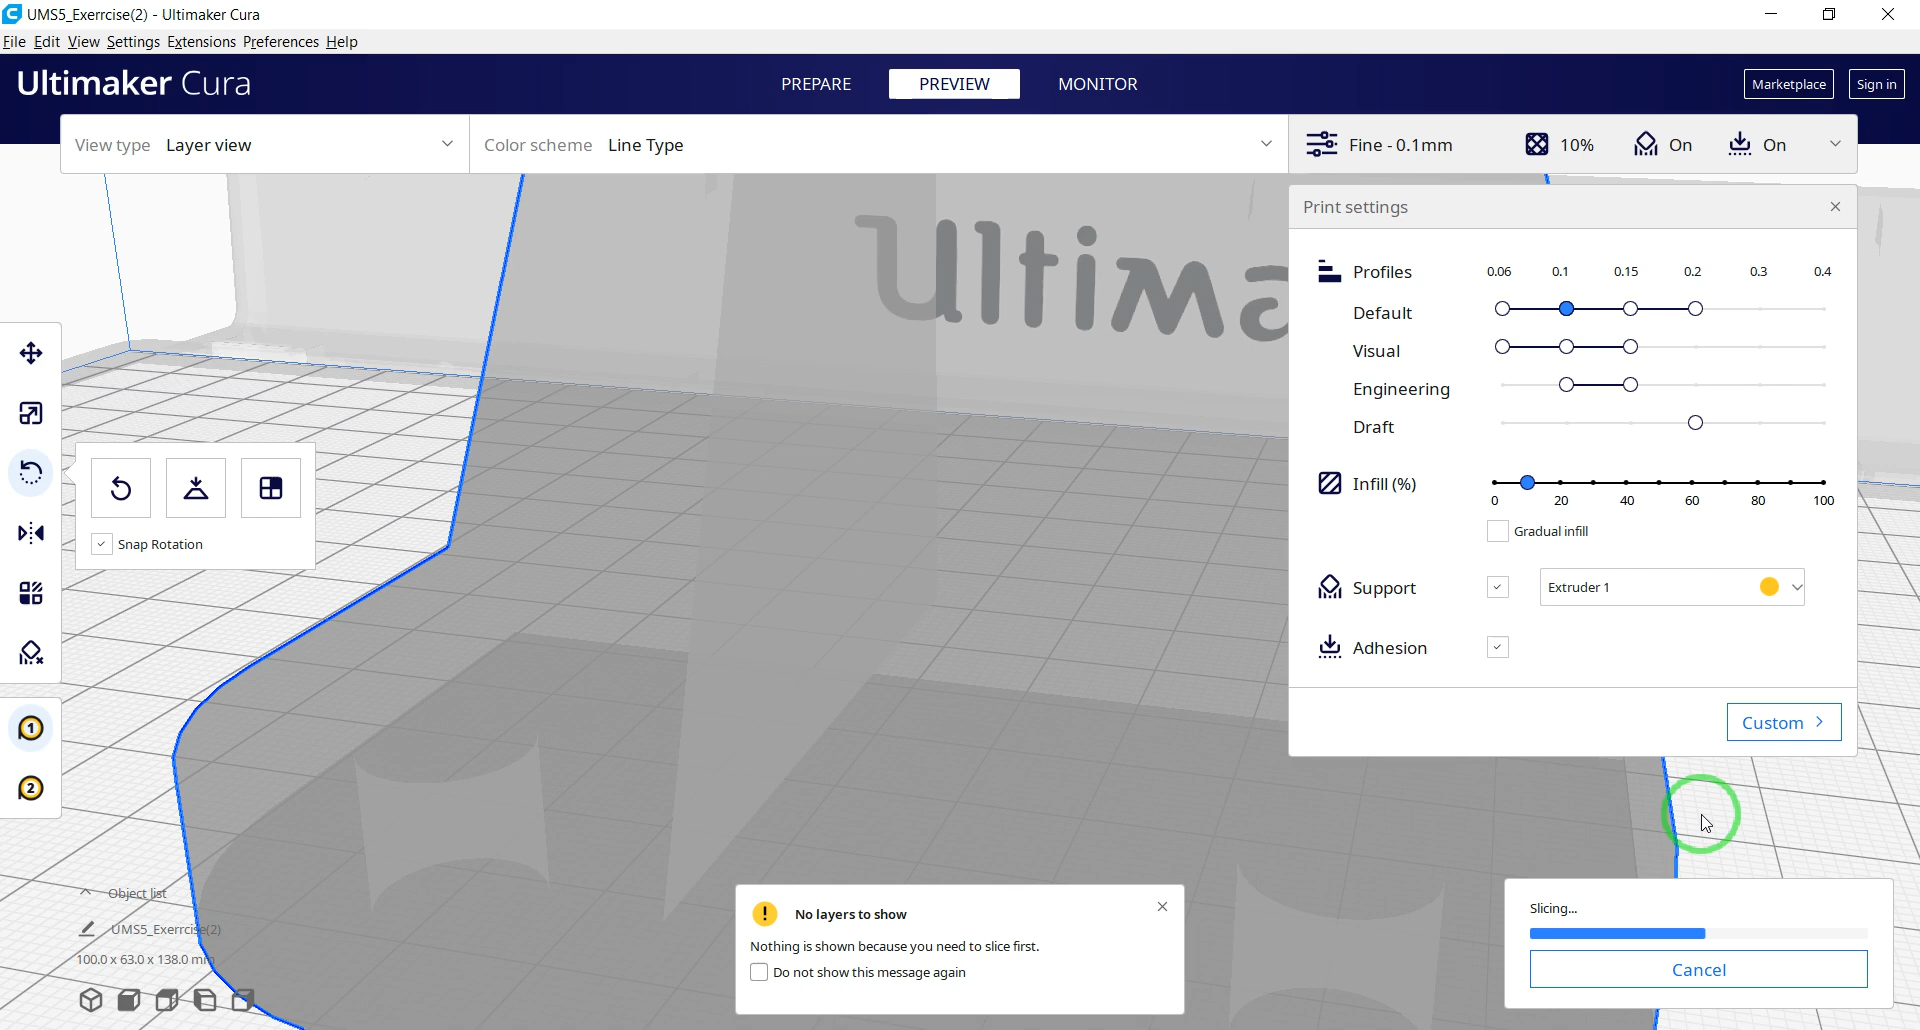 UMS5_Exerrcise(2) - Ultimaker Cura
File Edit View Settings Extensions Preferences Help
Ultimaker Cura
PREPARE PREVIEW MONITOR
Marketplace Sign in
View type Layer view
Color scheme Line Type
Fine - 0.1mm 10% On On
Print settings
Ultima
Profiles 0.06 0.1 0.15 0.2 0.3 0.4
Default
Visual
Engineering
Draft
Infill (%)
0 20 40 60 80 100
Gradual infill
Snap Rotation
Support Extruder 1
Adhesion
Custom
1
2
Object list
UMS5_Exerrcise(2)
100.0 x 63.0 x 138.0 mm
No layers to show
Nothing is shown because you need to slice first.
Do not show this message again
Slicing...
Cancel